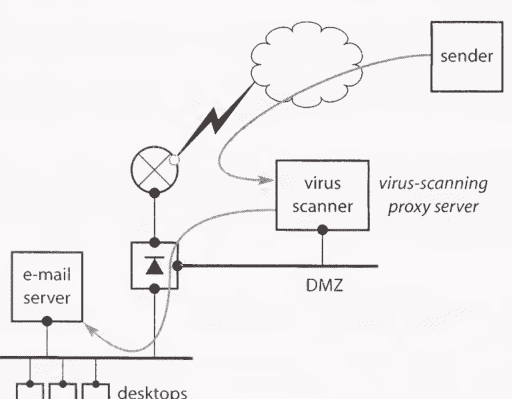 sender
virus
scanner
virus-scanning
proxy server
e-mail
server
DMZ
desktops